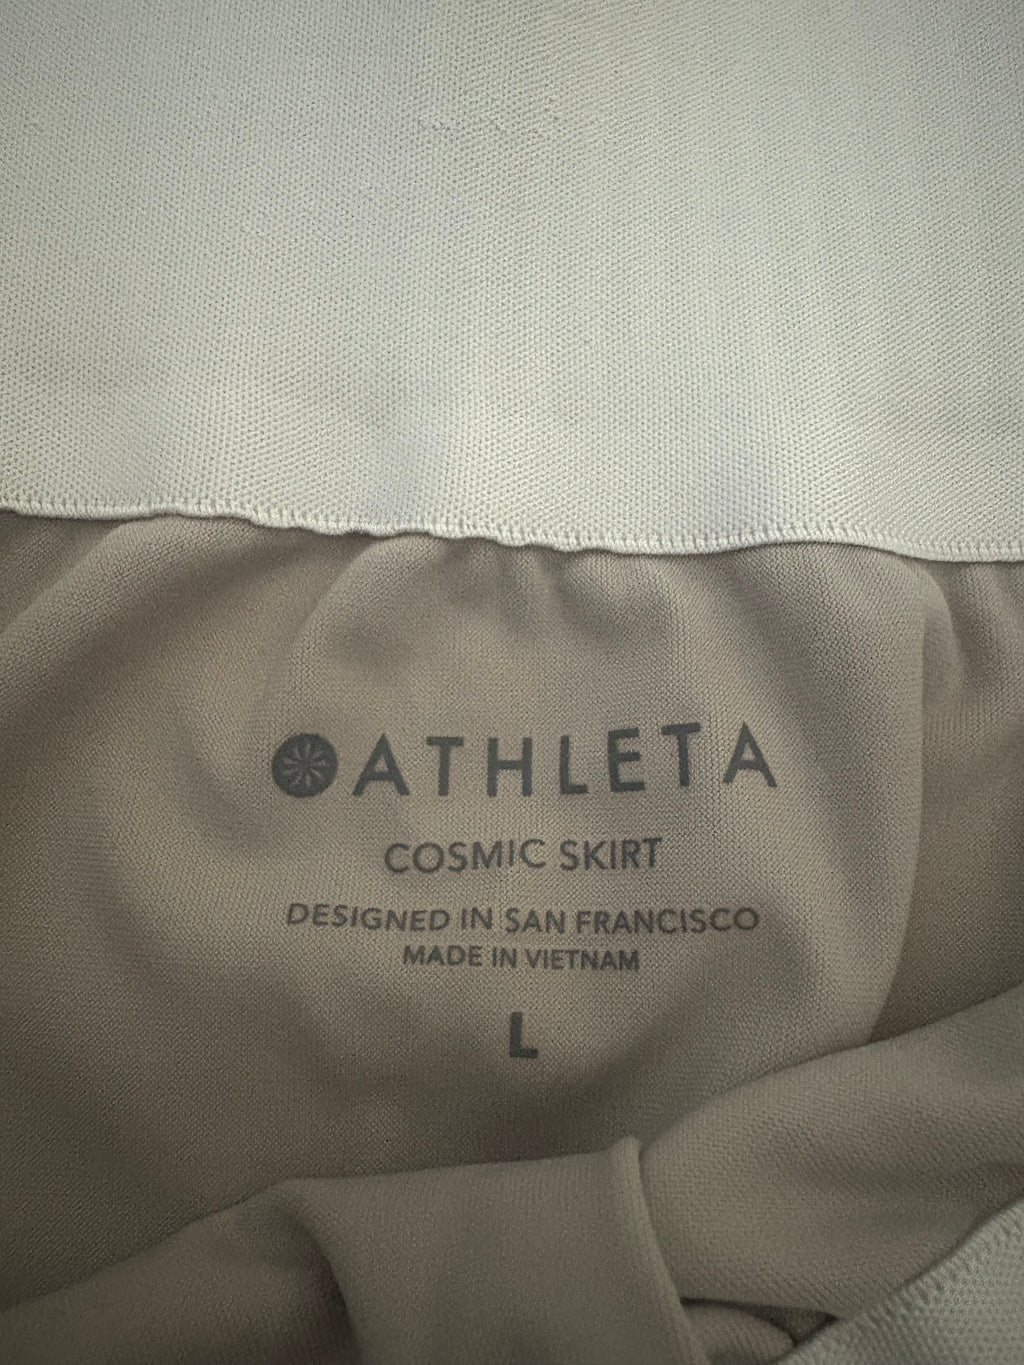 ATHLETA
COSMIC SKIRT
DESIGNED IN SAN FRANCISCO
MADE IN VIETNAM
L